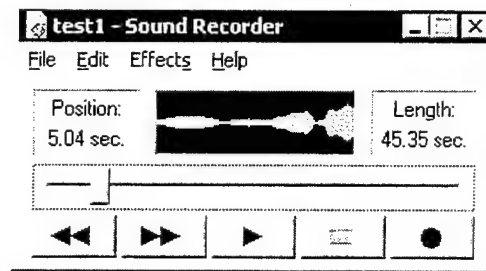 test1 - Sound Recorder
File Edit Effects Help
Position:
5.04 sec.
Length:
45.35 sec.